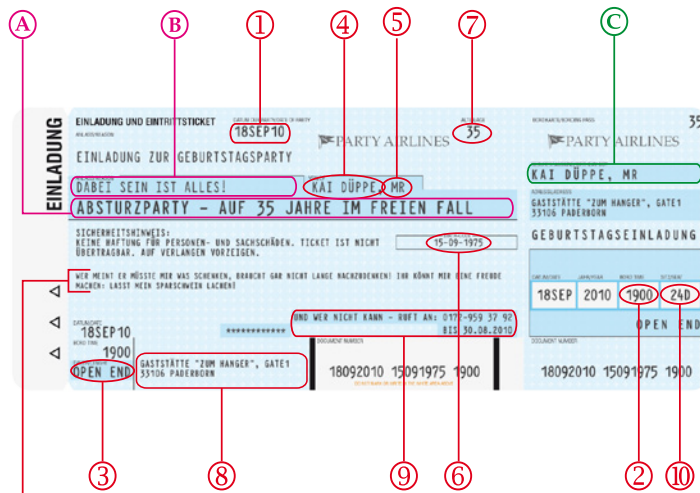 A B 1 4 5 7 C
EINLADUNG
EINLADUNG UND EINTRITTSTICKET
18SEP10
PARTY AIRLINES
35
35
PARTY AIRLINES
EINLADUNG ZUR GEBURTSTAGSPARTY
DABEI SEIN IST ALLES!
KAI DÜPPE, MR
KAI DÜPPE, MR
ABSTURZPARTY - AUF 35 JAHRE IM FREIEN FALL
GASTSTÄTTE "ZUM HANGER", GATE1
33106 PADERBORN
SICHERHEITSHINWEIS:
KEINE HAFTUNG FÜR PERSONEN- UND SACHSCHÄDEN. TICKET IST NICHT
ÜBERTRAGBAR. AUF VERLANGEN VORZEIGEN.
15-09-1975
GEBURTSTAGSEINLADUNG
WER MEINT ER MÜSSTE MIR WAS SCHENKEN, BRAUCHT GAR NICHT LANGE NACHZUDENKEN! IHR KÖNNT MIR EINE FREUDE
MACHEN: LASST MEIN SPARSCHWEIN LACHEN!
18SEP 2010 1900 24D
UND WER NICHT KANN - RUFT AN: 0177-959 37 92
BIS 30.08.2010
18SEP10
************
OPEN END
1900
OPEN END
GASTSTÄTTE "ZUM HANGER", GATE1
33106 PADERBORN
DOCUMENT NUMBER
18092010 15091975 1900
DOCUMENT NUMBER
18092010 15091975 1900
3 8 9 6 2 10